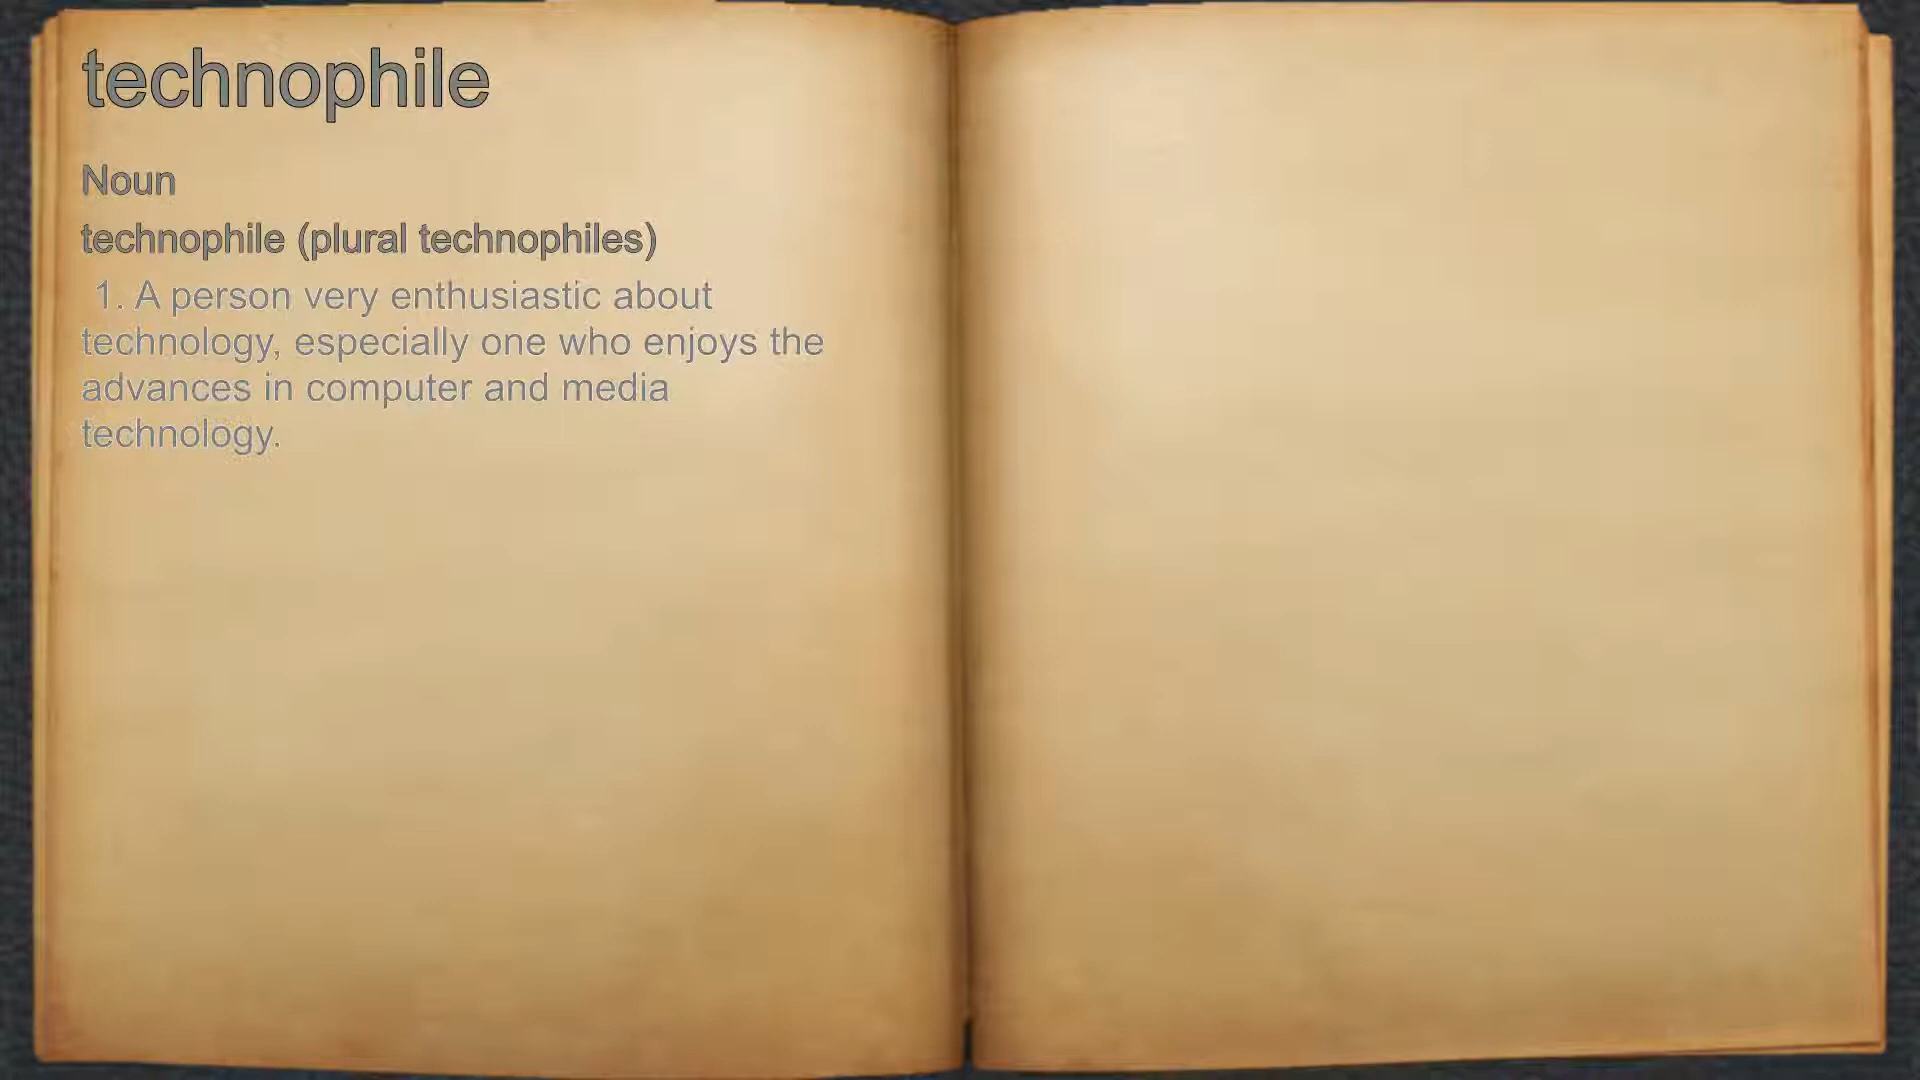 technophile
Noun
technophile (plural technophiles)
1. A person very enthusiastic about
technology, especially one who enjoys the
advances in computer and media
technology.